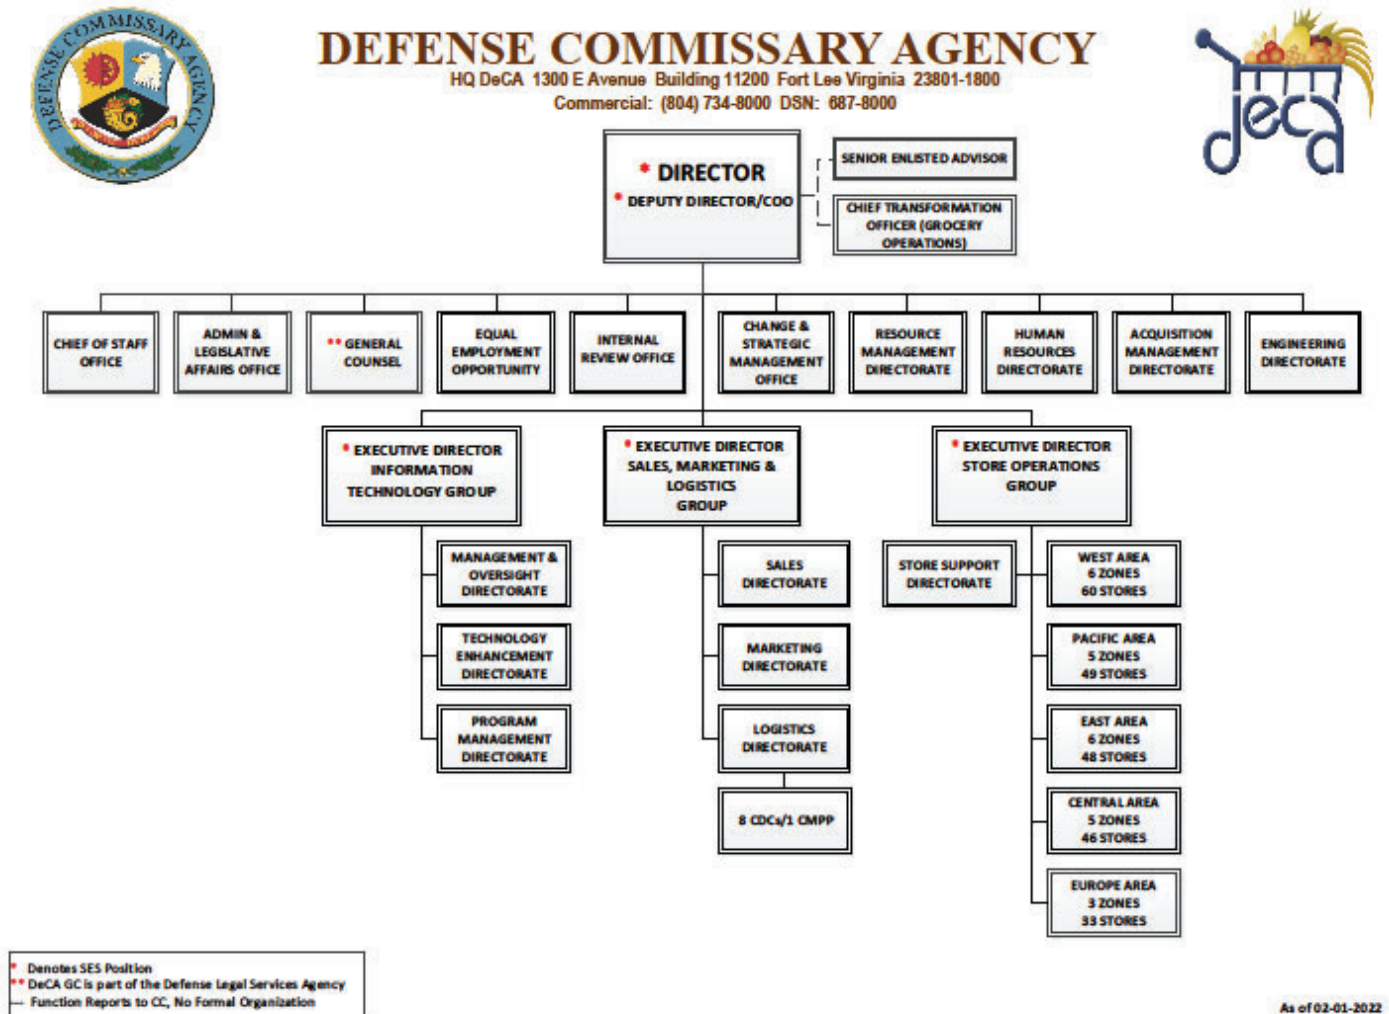 DEFENSE COMMISSARY AGENCY
DEFENSE COMMISSARY AGENCY
HQ DeCA 1300 E Avenue Building 11200 Fort Lee Virginia 23801-1800
Commercial: (804) 734-8000 DSN: 687-8000
deca
* DIRECTOR
* DEPUTY DIRECTOR/COO
SENIOR ENLISTED ADVISOR
CHIEF TRANSFORMATION
OFFICER (GROCERY
OPERATIONS)
CHIEF OF STAFF
OFFICE
ADMIN &
LEGISLATIVE
AFFAIRS OFFICE
** GENERAL
COUNSEL
EQUAL
EMPLOYMENT
OPPORTUNITY
INTERNAL
REVIEW OFFICE
CHANGE &
STRATEGIC
MANAGEMENT
OFFICE
RESOURCE
MANAGEMENT
DIRECTORATE
HUMAN
RESOURCES
DIRECTORATE
ACQUISITION
MANAGEMENT
DIRECTORATE
ENGINEERING
DIRECTORATE
* EXECUTIVE DIRECTOR
INFORMATION
TECHNOLOGY GROUP
* EXECUTIVE DIRECTOR
SALES, MARKETING &
LOGISTICS
GROUP
* EXECUTIVE DIRECTOR
STORE OPERATIONS
GROUP
MANAGEMENT &
OVERSIGHT
DIRECTORATE
TECHNOLOGY
ENHANCEMENT
DIRECTORATE
PROGRAM
MANAGEMENT
DIRECTORATE
SALES
DIRECTORATE
MARKETING
DIRECTORATE
LOGISTICS
DIRECTORATE
8 CDCs/1 CMPP
STORE SUPPORT
DIRECTORATE
WEST AREA
6 ZONES
60 STORES
PACIFIC AREA
5 ZONES
49 STORES
EAST AREA
6 ZONES
48 STORES
CENTRAL AREA
5 ZONES
46 STORES
EUROPE AREA
3 ZONES
33 STORES
* Denotes SES Position
** DeCA GC is part of the Defense Legal Services Agency
Function Reports to CC, No Formal Organization
As of 02-01-2022